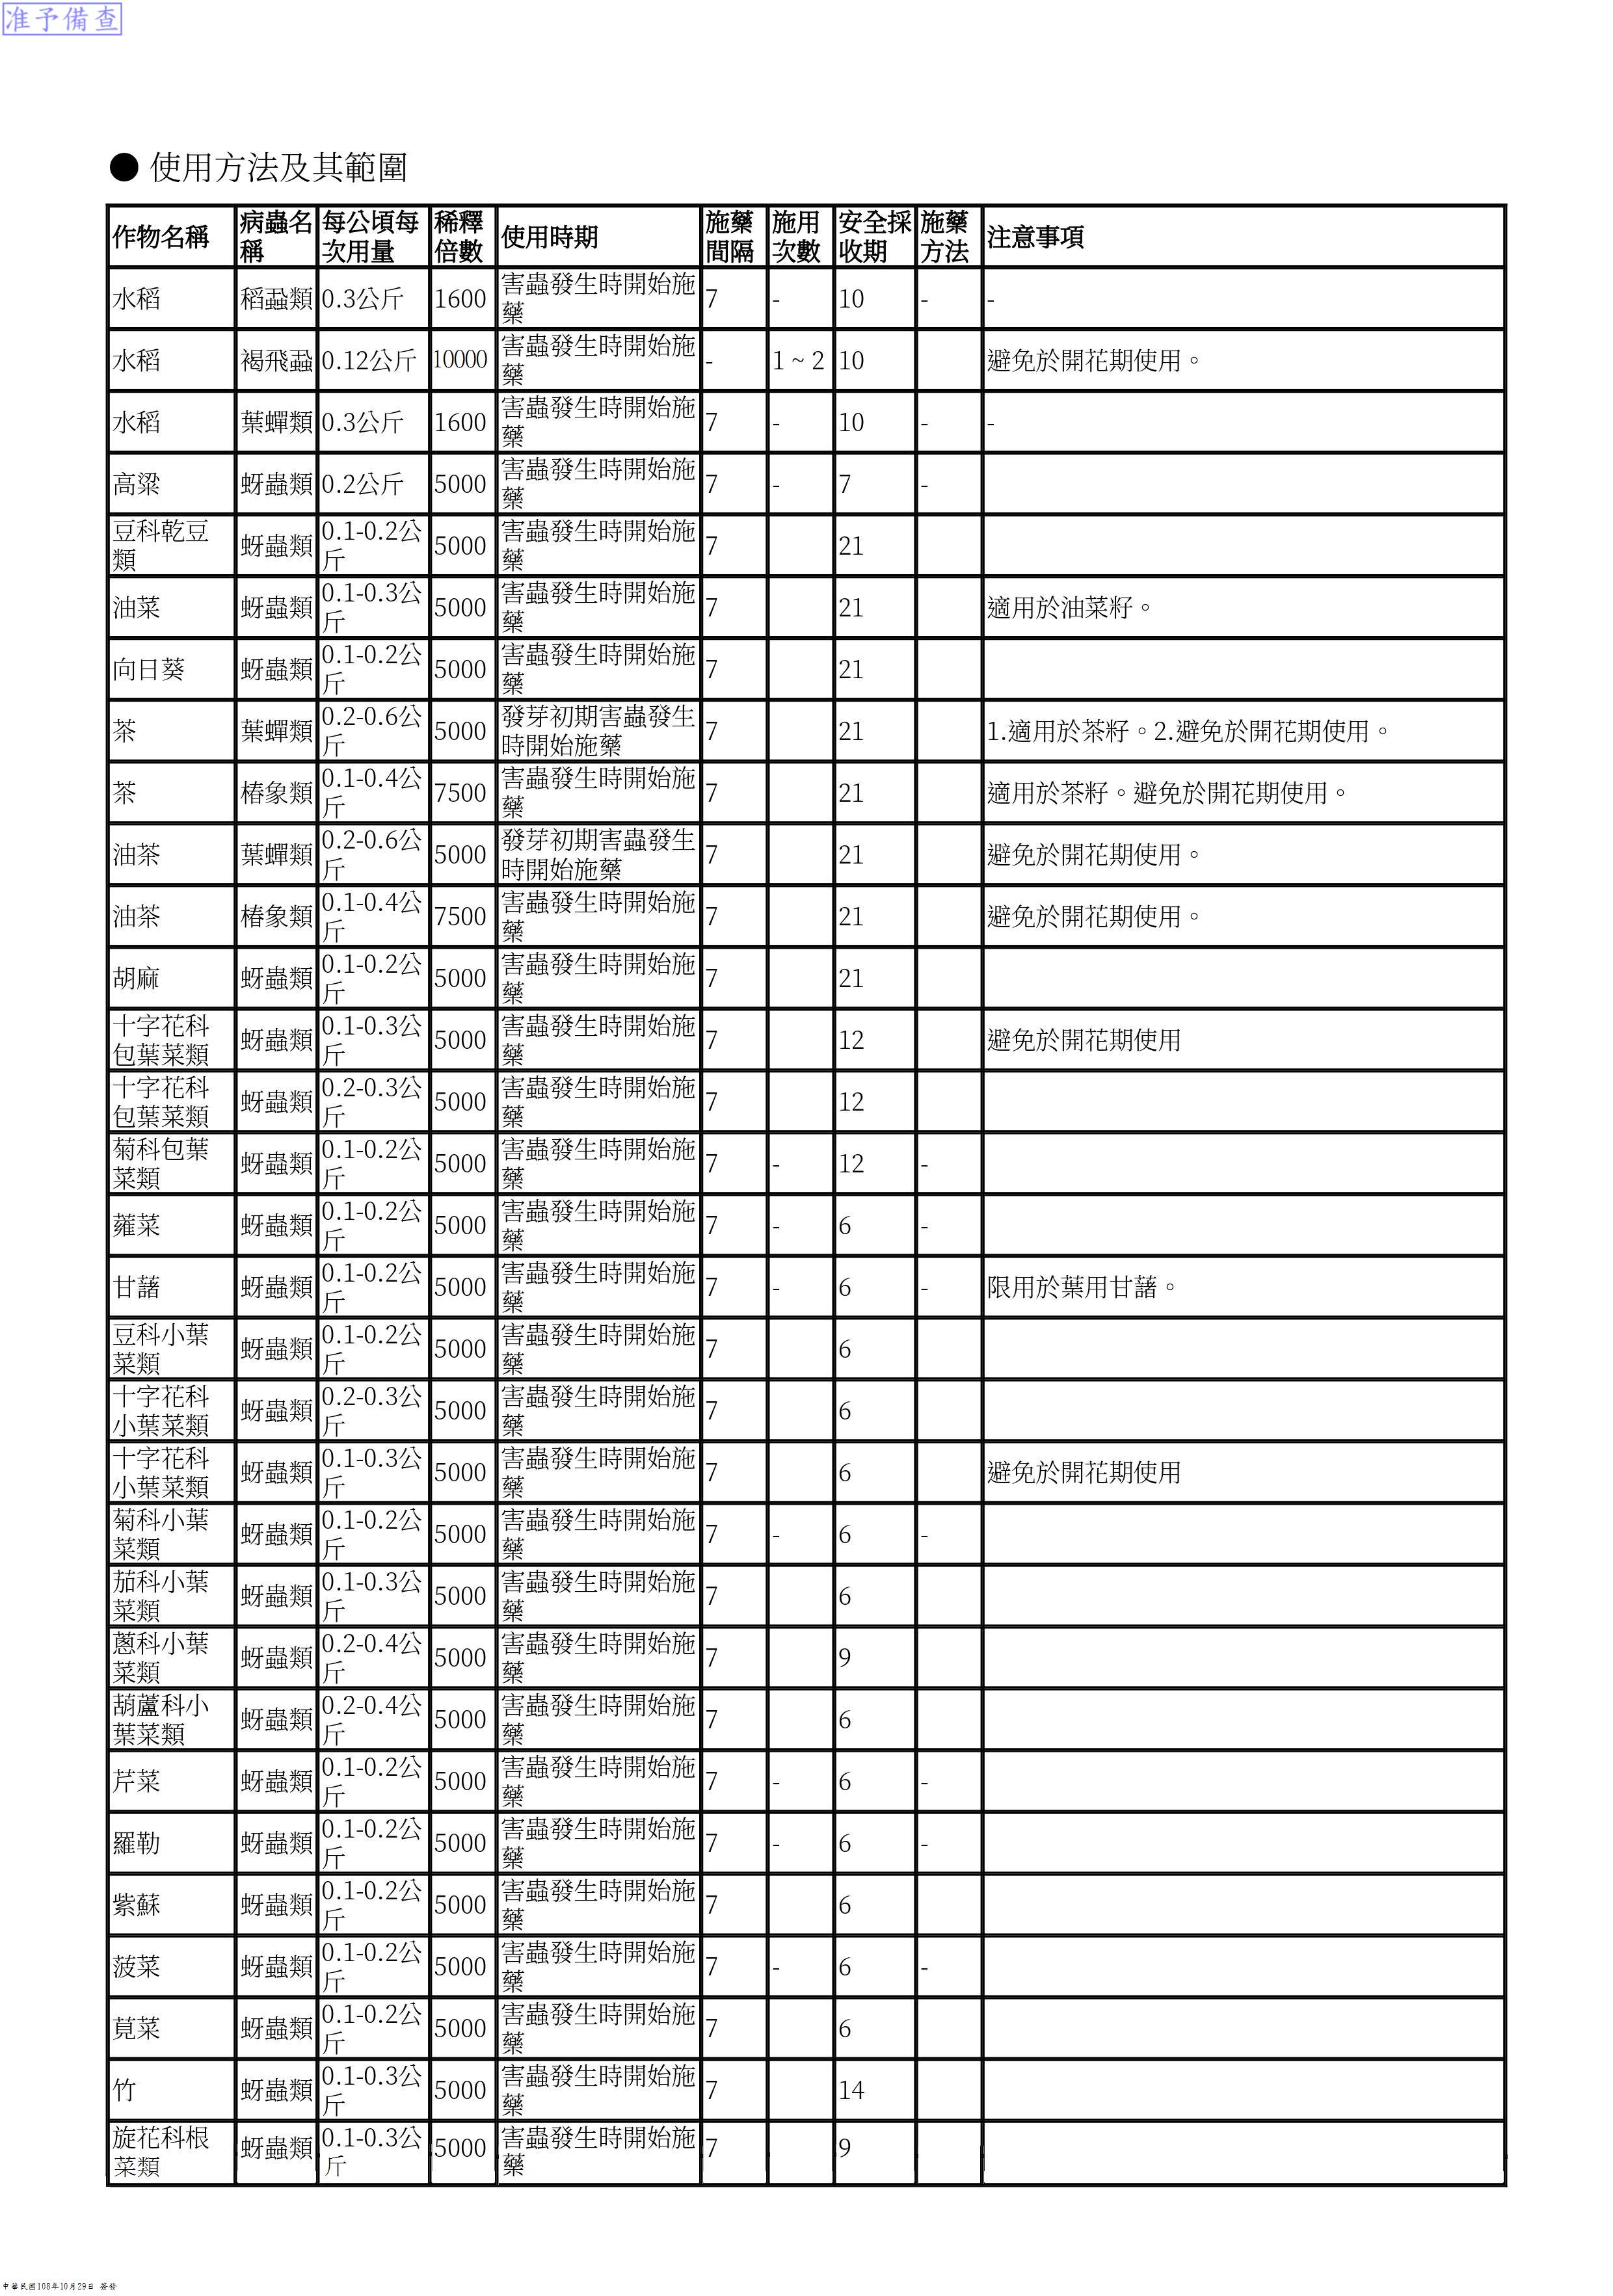 准予備查
● 使用方法及其範圍
作物名稱 病蟲名稱 每公頃每次用量 稀釋倍數 使用時期 施藥間隔 施用次數 安全採收期 施藥方法 注意事項
水稻 稻蝨類 0.3公斤 1600 害蟲發生時開始施藥 7 - 10 - -
水稻 褐飛蝨 0.12公斤 10000 害蟲發生時開始施藥 - 1 ~ 2 10 避免於開花期使用。
水稻 葉蟬類 0.3公斤 1600 害蟲發生時開始施藥 7 - 10 - -
高粱 蚜蟲類 0.2公斤 5000 害蟲發生時開始施藥 7 - 7 -
豆科乾豆類 蚜蟲類 0.1-0.2公斤 5000 害蟲發生時開始施藥 7 21
油菜 蚜蟲類 0.1-0.3公斤 5000 害蟲發生時開始施藥 7 21 適用於油菜籽。
向日葵 蚜蟲類 0.1-0.2公斤 5000 害蟲發生時開始施藥 7 21
茶 葉蟬類 0.2-0.6公斤 5000 發芽初期害蟲發生時開始施藥 7 21 1.適用於茶籽。2.避免於開花期使用。
茶 椿象類 0.1-0.4公斤 7500 害蟲發生時開始施藥 7 21 適用於茶籽。避免於開花期使用。
油茶 葉蟬類 0.2-0.6公斤 5000 發芽初期害蟲發生時開始施藥 7 21 避免於開花期使用。
油茶 椿象類 0.1-0.4公斤 7500 害蟲發生時開始施藥 7 21 避免於開花期使用。
胡麻 蚜蟲類 0.1-0.2公斤 5000 害蟲發生時開始施藥 7 21
十字花科包葉菜類 蚜蟲類 0.1-0.3公斤 5000 害蟲發生時開始施藥 7 12 避免於開花期使用
十字花科包葉菜類 蚜蟲類 0.2-0.3公斤 5000 害蟲發生時開始施藥 7 12
菊科包葉菜類 蚜蟲類 0.1-0.2公斤 5000 害蟲發生時開始施藥 7 - 12 -
蕹菜 蚜蟲類 0.1-0.2公斤 5000 害蟲發生時開始施藥 7 - 6 -
甘藷 蚜蟲類 0.1-0.2公斤 5000 害蟲發生時開始施藥 7 - 6 - 限用於葉用甘藷。
豆科小葉菜類 蚜蟲類 0.1-0.2公斤 5000 害蟲發生時開始施藥 7 6
十字花科小葉菜類 蚜蟲類 0.2-0.3公斤 5000 害蟲發生時開始施藥 7 6
十字花科小葉菜類 蚜蟲類 0.1-0.3公斤 5000 害蟲發生時開始施藥 7 6 避免於開花期使用
菊科小葉菜類 蚜蟲類 0.1-0.2公斤 5000 害蟲發生時開始施藥 7 - 6 -
茄科小葉菜類 蚜蟲類 0.1-0.3公斤 5000 害蟲發生時開始施藥 7 6
蔥科小葉菜類 蚜蟲類 0.2-0.4公斤 5000 害蟲發生時開始施藥 7 9
葫蘆科小葉菜類 蚜蟲類 0.2-0.4公斤 5000 害蟲發生時開始施藥 7 6
芹菜 蚜蟲類 0.1-0.2公斤 5000 害蟲發生時開始施藥 7 - 6 -
羅勒 蚜蟲類 0.1-0.2公斤 5000 害蟲發生時開始施藥 7 - 6 -
紫蘇 蚜蟲類 0.1-0.2公斤 5000 害蟲發生時開始施藥 7 6
菠菜 蚜蟲類 0.1-0.2公斤 5000 害蟲發生時開始施藥 7 - 6 -
莧菜 蚜蟲類 0.1-0.2公斤 5000 害蟲發生時開始施藥 7 6
竹 蚜蟲類 0.1-0.3公斤 5000 害蟲發生時開始施藥 7 14
旋花科根菜類 蚜蟲類 0.1-0.3公斤 5000 害蟲發生時開始施藥 7 9
中華民國108年10月29日 簽發